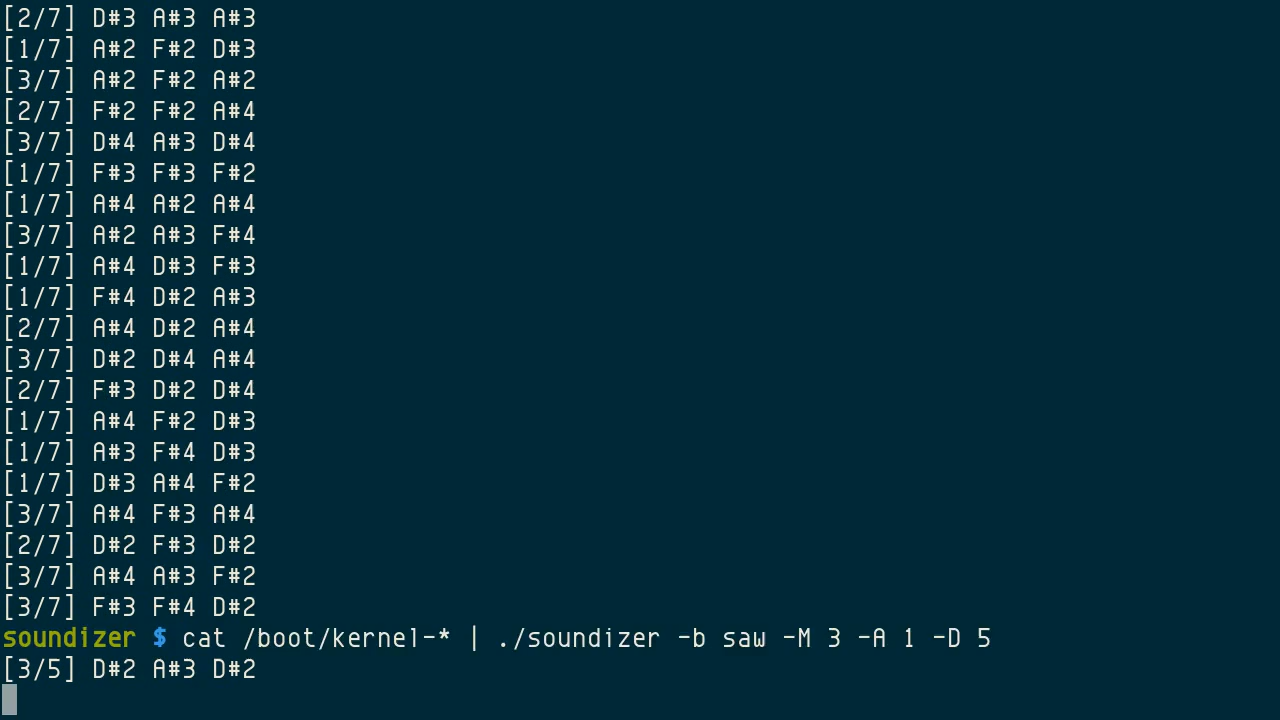 [2/7] D#3 A#3 A#3
[1/7] A#2 F#2 D#3
[3/7] A#2 F#2 A#2
[2/7] F#2 F#2 A#4
[3/7] D#4 A#3 D#4
[1/7] F#3 F#3 F#2
[1/7] A#4 A#2 A#4
[3/7] A#2 A#3 F#4
[1/7] A#4 D#3 F#3
[1/7] F#4 D#2 A#3
[2/7] A#4 D#2 A#4
[3/7] D#2 D#4 A#4
[2/7] F#3 D#2 D#4
[1/7] A#4 F#2 D#3
[1/7] A#3 F#4 D#3
[1/7] D#3 A#4 F#2
[3/7] A#4 F#3 A#4
[2/7] D#2 F#3 D#2
[3/7] A#4 A#3 F#2
[3/7] F#3 F#4 D#2
soundizer $ cat /boot/kernel-* | ./soundizer -b saw -M 3 -A 1 -D 5
[3/5] D#2 A#3 D#2